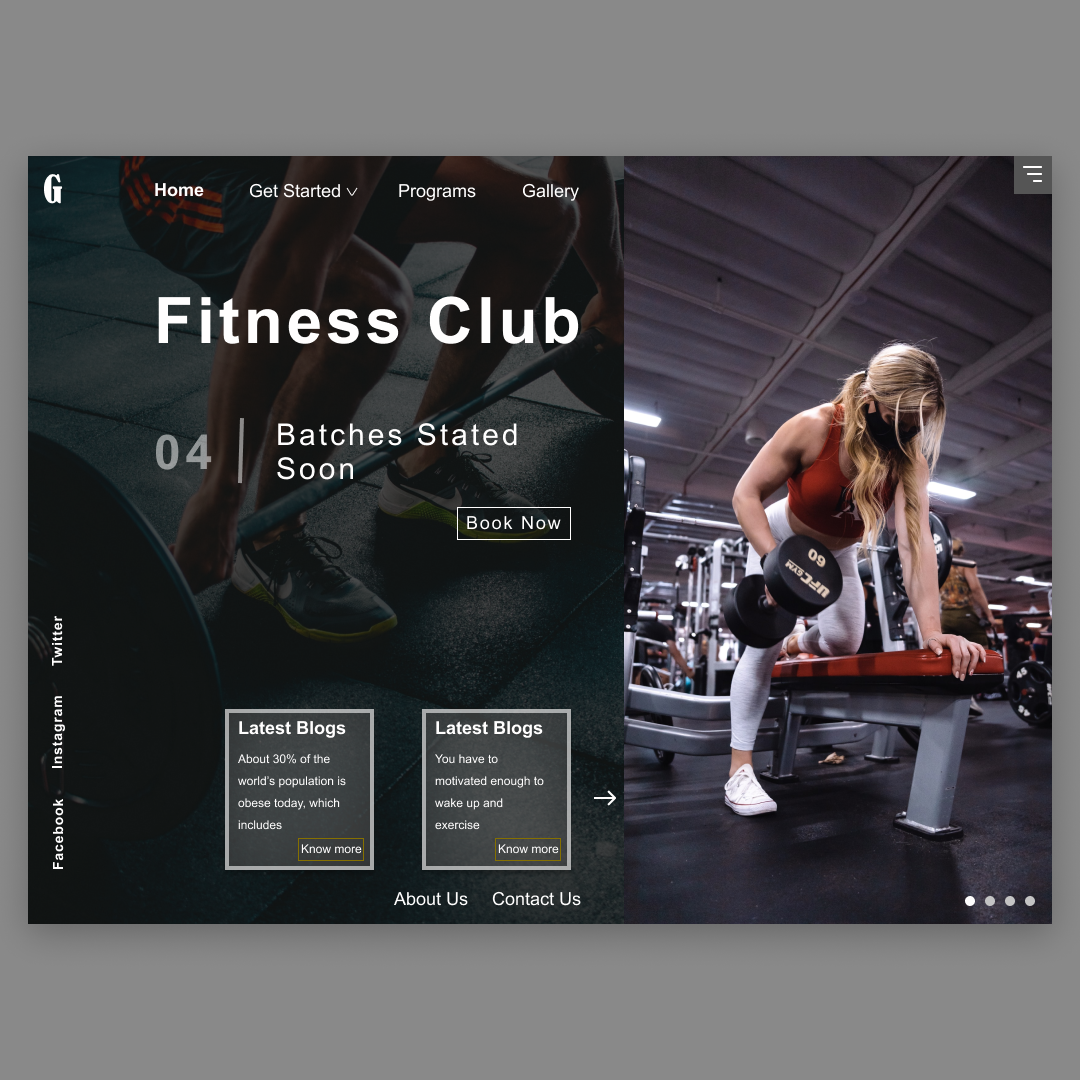 G
Home
Get Started
Programs
Gallery
Fitness Club
04
Batches Stated
Soon
Book Now
Twitter
Instagram
Facebook
Latest Blogs
About 30% of the
world's population is
obese today, which
includes
Know more
Latest Blogs
You have to
motivated enough to
wake up and
exercise
Know more
About Us
Contact Us
60
UFC GYM
45